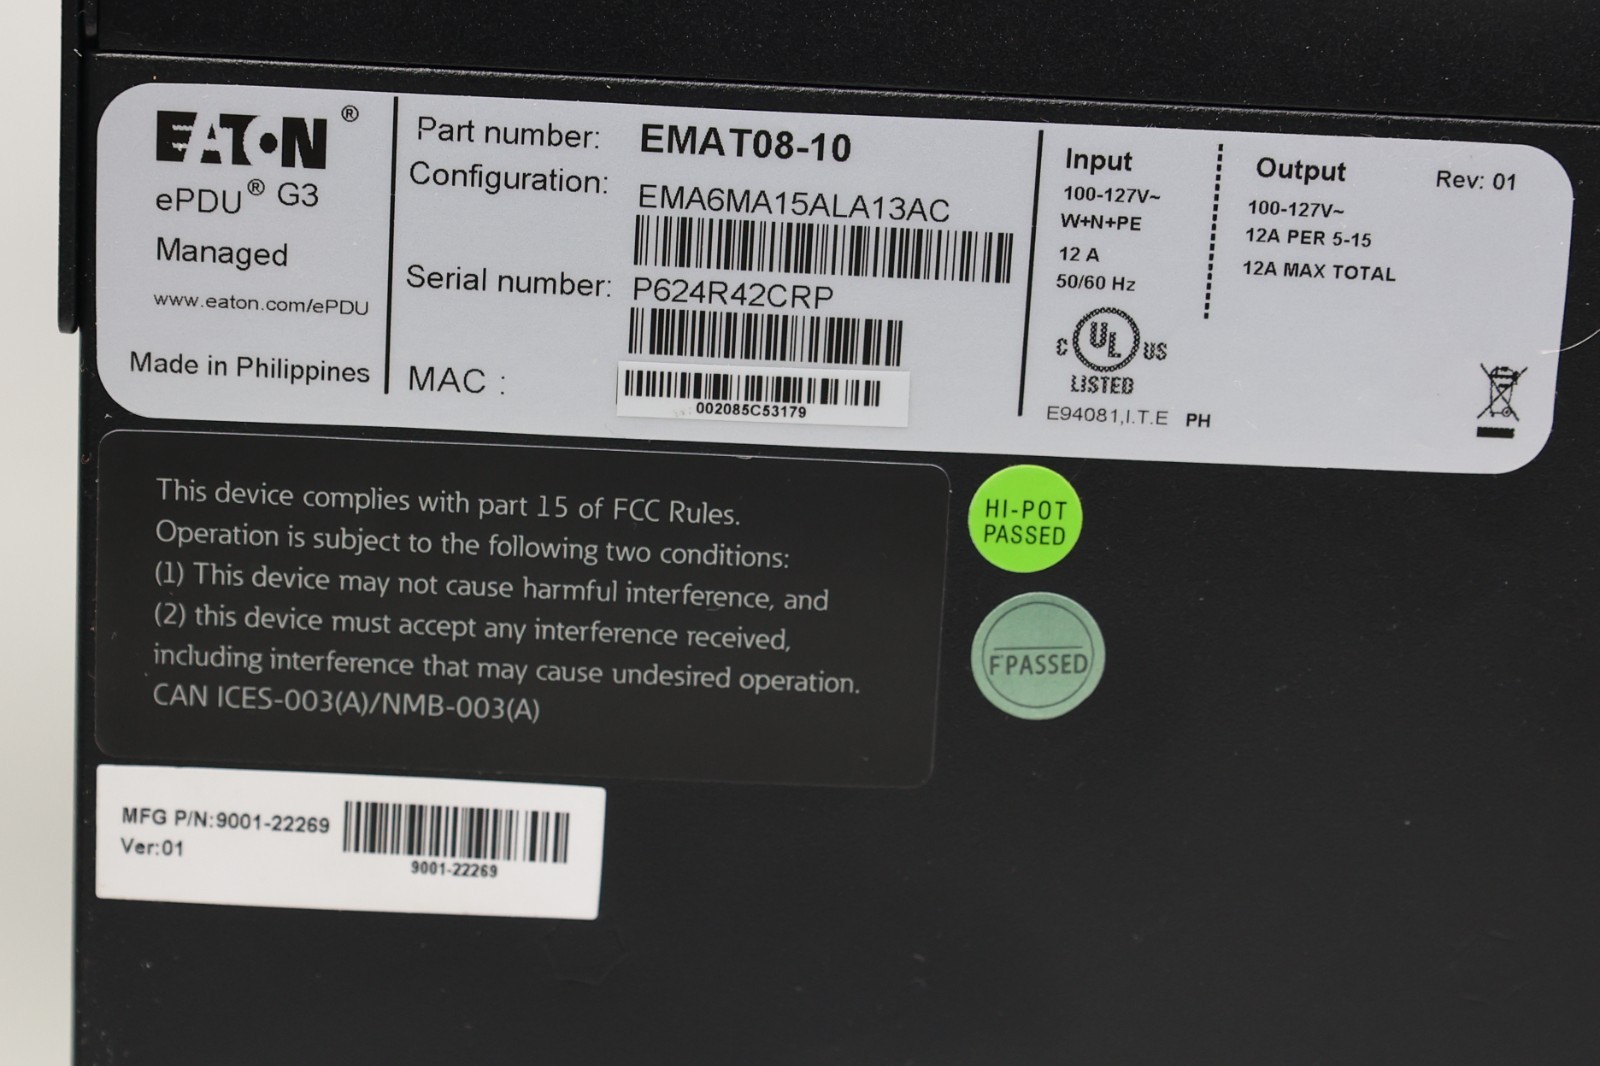 EATON®
ePDU® G3
Managed
www.eaton.com/ePDU
Made in Philippines
Part number: EMAT08-10
Configuration: EMA6MA15ALA13AC
Serial number: P624R42CRP
MAC :
002085C53179
Input
100-127V~
W+N+PE
12 A
50/60 Hz
C UL US
LISTED
E94081,I.T.E PH
Output
100-127V~
12A PER 5-15
12A MAX TOTAL
Rev: 01
This device complies with part 15 of FCC Rules.
Operation is subject to the following two conditions:
(1) This device may not cause harmful interference, and
(2) this device must accept any interference received,
including interference that may cause undesired operation.
CAN ICES-003(A)/NMB-003(A)
HI-POT
PASSED
F'PASSED
MFG P/N:9001-22269
Ver:01
9001-22269